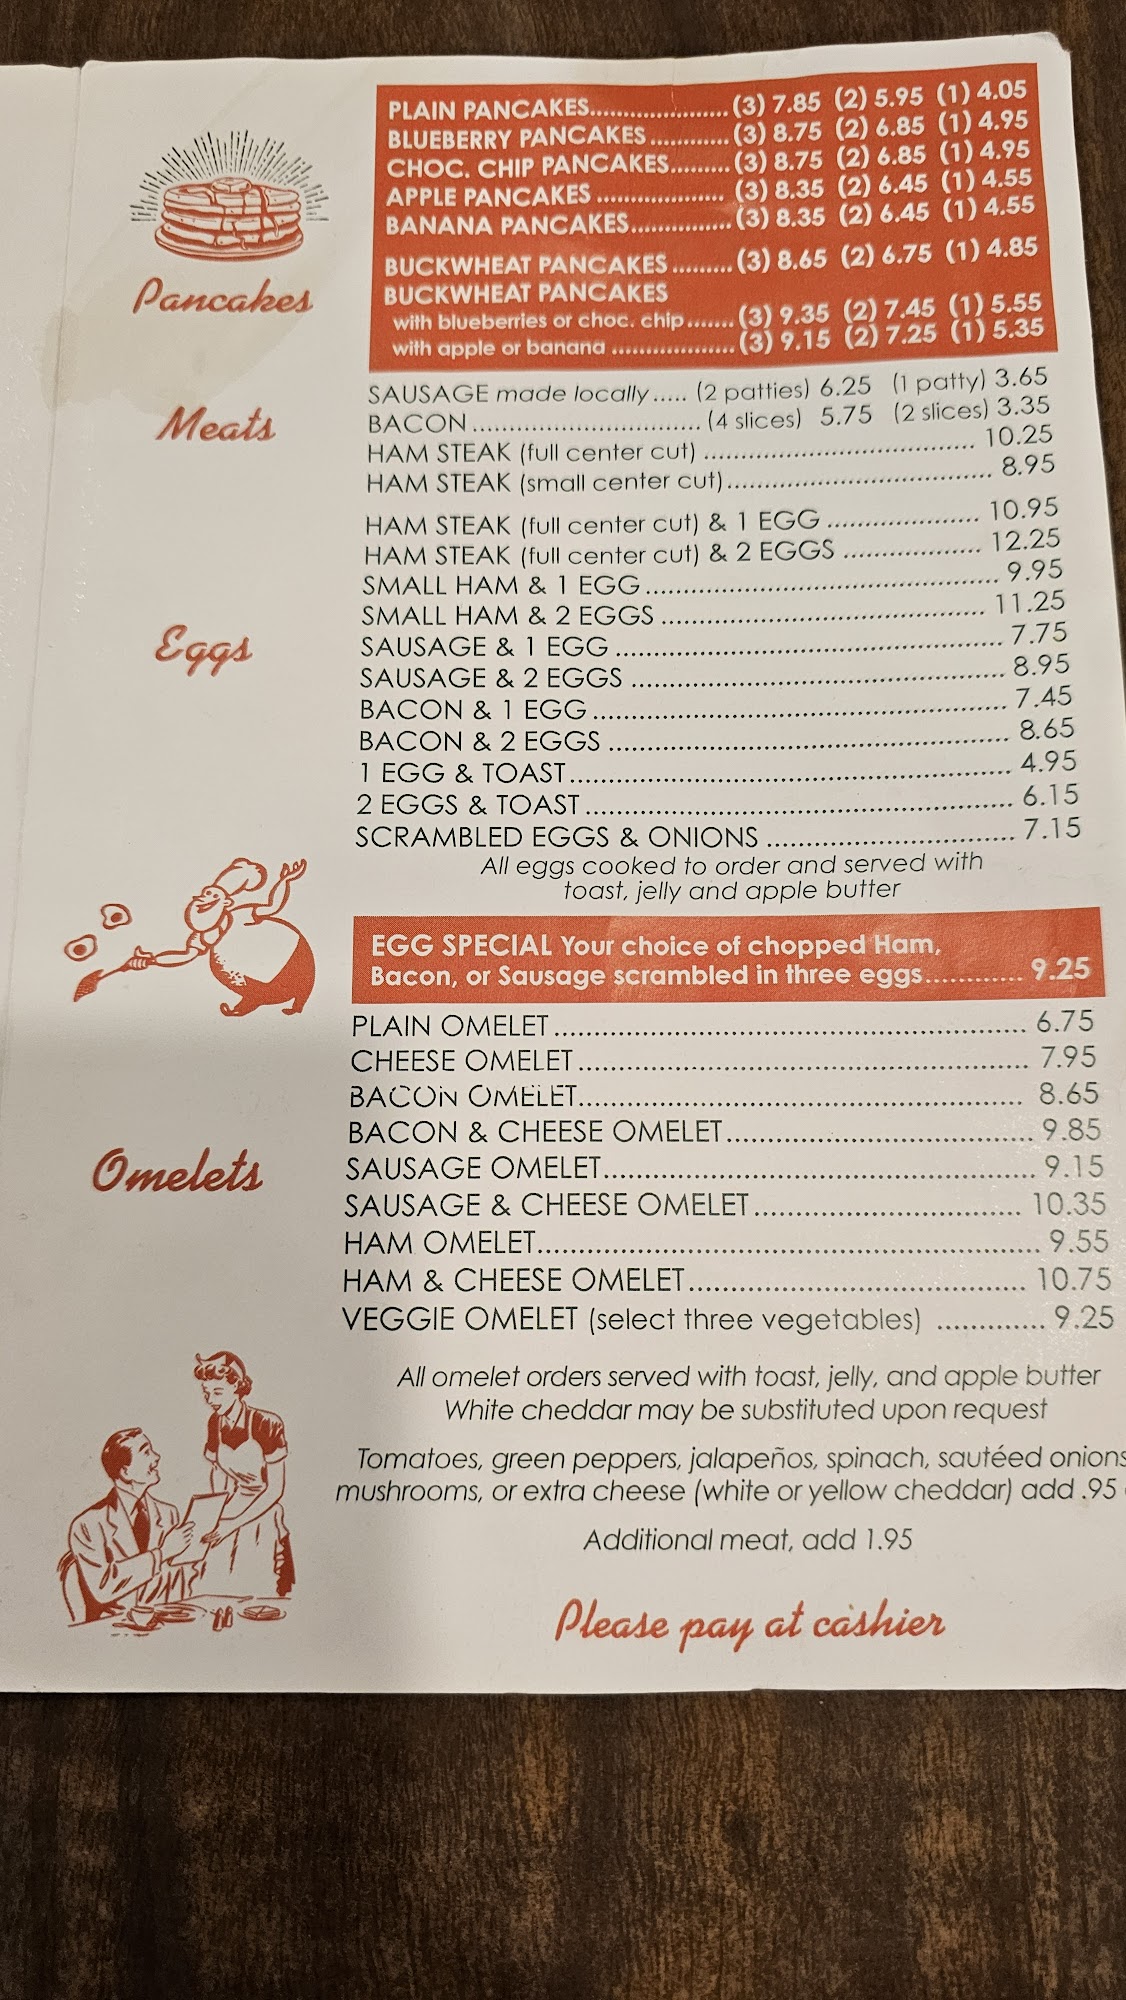 PLAIN PANCAKES.......................(3) 7.85 (2) 5.95 (1) 4.05
BLUEBERRY PANCAKES.............(3) 8.75 (2) 6.85 (1) 4.95
CHOC. CHIP PANCAKES..........(3) 8.75 (2) 6.85 (1) 4.95
APPLE PANCAKES.....................(3) 8.35 (2) 6.45 (1) 4.55
BANANA PANCAKES.................(3) 8.35 (2) 6.45 (1) 4.55
BUCKWHEAT PANCAKES..........(3) 8.65 (2) 6.75 (1) 4.85
Pancakes
BUCKWHEAT PANCAKES
with blueberries or choc. chip.......(3) 9.35 (2) 7.45 (1) 5.55
with apple or banana...................(3) 9.15 (2) 7.25 (1) 5.35
Meats
SAUSAGE made locally..... (2 patties) 6.25 (1 patty) 3.65
BACON............................... (4 slices) 5.75 (2 slices) 3.35
HAM STEAK (full center cut) .................................... 10.25
HAM STEAK (small center cut)................................... 8.95
Eggs
HAM STEAK (full center cut) & 1 EGG .................... 10.95
HAM STEAK (full center cut) & 2 EGGS .................. 12.25
SMALL HAM & 1 EGG.............................................. 9.95
SMALL HAM & 2 EGGS .......................................... 11.25
SAUSAGE & 1 EGG .................................................. 7.75
SAUSAGE & 2 EGGS ................................................ 8.95
BACON & 1 EGG..................................................... 7.45
BACON & 2 EGGS ................................................... 8.65
1 EGG & TOAST........................................................ 4.95
2 EGGS & TOAST...................................................... 6.15
SCRAMBLED EGGS & ONIONS ................................ 7.15
All eggs cooked to order and served with
toast, jelly and apple butter
EGG SPECIAL Your choice of chopped Ham,
Bacon, or Sausage scrambled in three eggs............ 9.25
Omelets
PLAIN OMELET........................................................... 6.75
CHEESE OMELET........................................................ 7.95
BACON OMELET........................................................ 8.65
BACON & CHEESE OMELET....................................... 9.85
SAUSAGE OMELET..................................................... 9.15
SAUSAGE & CHEESE OMELET.................................. 10.35
HAM OMELET............................................................ 9.55
HAM & CHEESE OMELET.......................................... 10.75
VEGGIE OMELET (select three vegetables) ............. 9.25
All omelet orders served with toast, jelly, and apple butter
White cheddar may be substituted upon request
Tomatoes, green peppers, jalapeños, spinach, sautéed onions
mushrooms, or extra cheese (white or yellow cheddar) add .95
Additional meat, add 1.95
Please pay at cashier